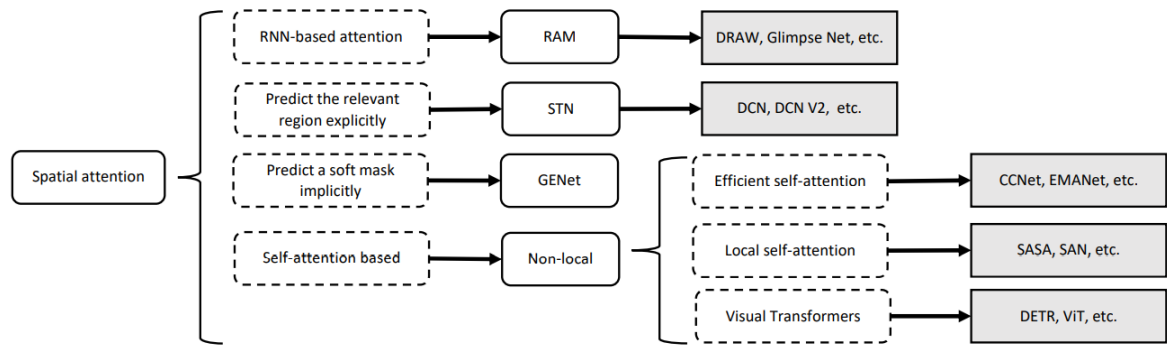 RNN-based attention
RAM
DRAW, Glimpse Net, etc.
Predict the relevant
region explicitly
STN
DCN, DCN V2, etc.
Spatial attention
Predict a soft mask
implicitly
GENet
Efficient self-attention
CCNet, EMANet, etc.
Self-attention based
Non-local
Local self-attention
SASA, SAN, etc.
Visual Transformers
DETR, ViT, etc.